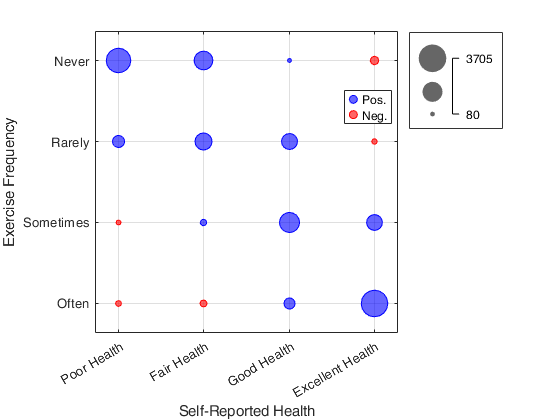 Never
Rarely
Sometimes
Often
Exercise Frequency
Poor Health
Fair Health
Good Health
Excellent Health
Self-Reported Health
Pos.
Neg.
3705
80